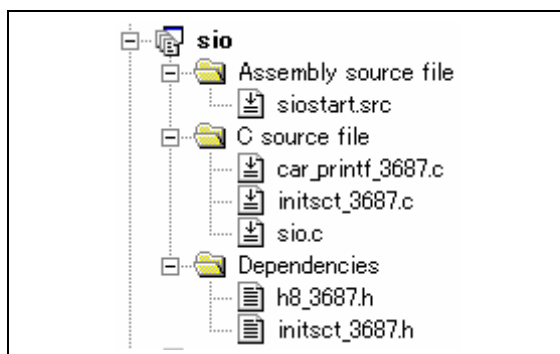 sio
Assembly source file
siostart.src
C source file
car_printf_3687.c
initsct_3687.c
sio.c
Dependencies
h8_3687.h
initsct_3687.h